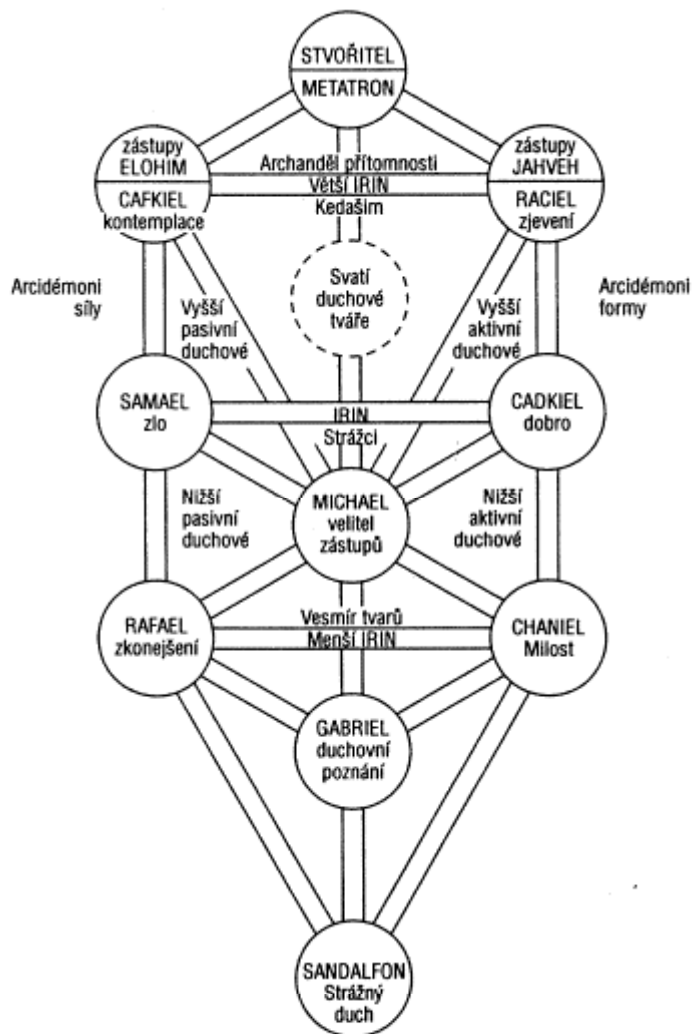 STVOŘITEL
METATRON
zástupy
ELOHIM
CAFKIEL
kontemplace
Archanděl přítomnosti
Větší IRIN
Kedašim
zástupy
JAHVEH
RACIEL
zjevení
Arcidémoni
síly
Vyšší
pasivní
duchové
Svatí
duchové
tváře
Vyšší
aktivní
duchové
Arcidémoni
formy
SAMAEL
zlo
IRIN
Strážci
CADKIEL
dobro
Nižší
pasivní
duchové
MICHAEL
velitel
zástupů
Nižší
aktivní
duchové
RAFAEL
zkonejšení
Vesmír tvarů
Menší IRIN
CHANIEL
Milost
GABRIEL
duchovní
poznání
SANDALFON
Strážný
duch